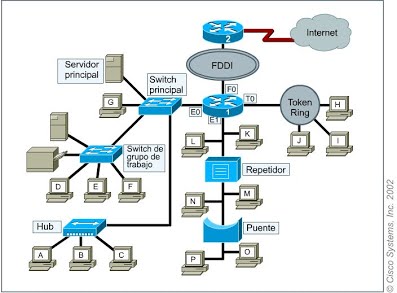 2
Internet
FDDI
Servidor
principal
Switch
principal
F0
G
E0
1
T0
E1
Token
Ring
H
J
I
L
K
Switch de
grupo de
trabajo
D
E
F
Repetidor
N
M
Hub
Puente
A
B
C
P
O
© Cisco Systems. Inc. 2002